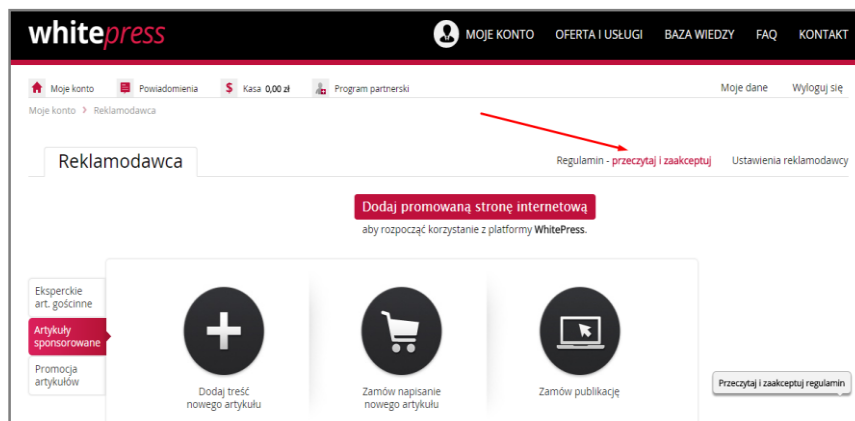 whitepress
MOJE KONTO OFERTA I USŁUGI BAZA WIEDZY FAQ KONTAKT
Moje konto Powiadomienia $ Kasa 0,00 zł Program partnerski Moje dane Wyloguj się
Moje konto > Reklamodawca
Reklamodawca
Regulamin - przeczytaj i zaakceptuj Ustawienia reklamodawcy
Dodaj promowaną stronę internetową
aby rozpocząć korzystanie z platformy WhitePress.
Eksperckie
art. gościnne
Artykuły
sponsorowane
Promocja
artykułów
Dodaj treść
nowego artykułu
Zamów napisanie
nowego artykułu
Zamów publikację
Przeczytaj i zaakceptuj regulamin